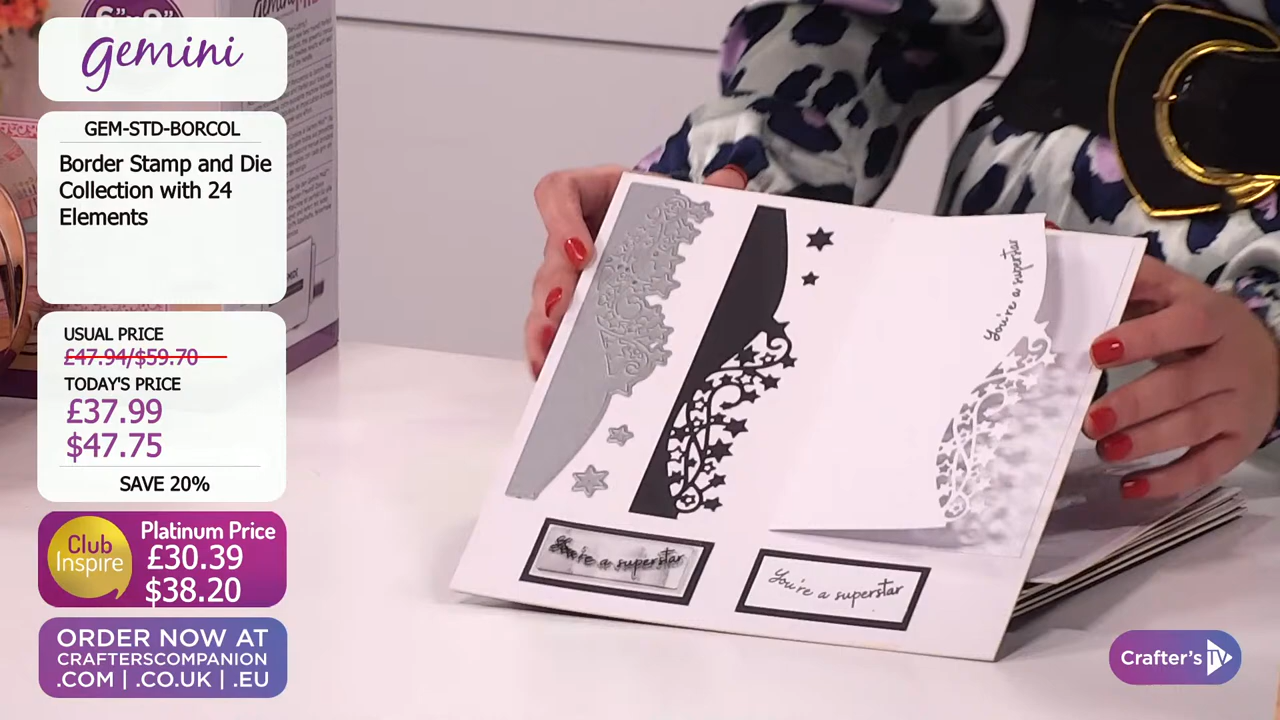 gemini
GEM-STD-BORCOL
Border Stamp and Die
Collection with 24
Elements
USUAL PRICE
£47.94/$59.70
TODAY'S PRICE
£37.99
$47.75
SAVE 20%
Club
Inspire
Platinum Price
£30.39
$38.20
ORDER NOW AT
CRAFTERSCOMPANION
.COM | .CO.UK | .EU
You're a superstar
You're a superstar
You're a superstar
Crafter's TV